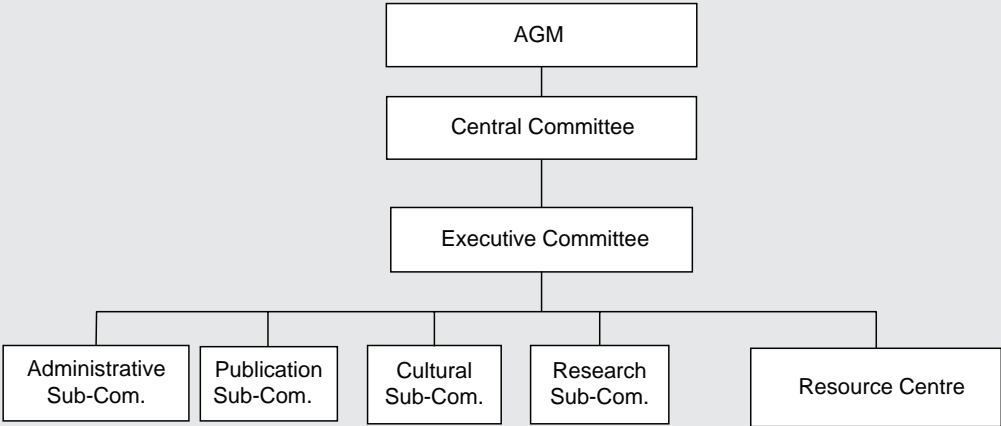 AGM
Central Committee
Executive Committee
Administrative
Sub-Com.
Publication
Sub-Com.
Cultural
Sub-Com.
Research
Sub-Com.
Resource Centre